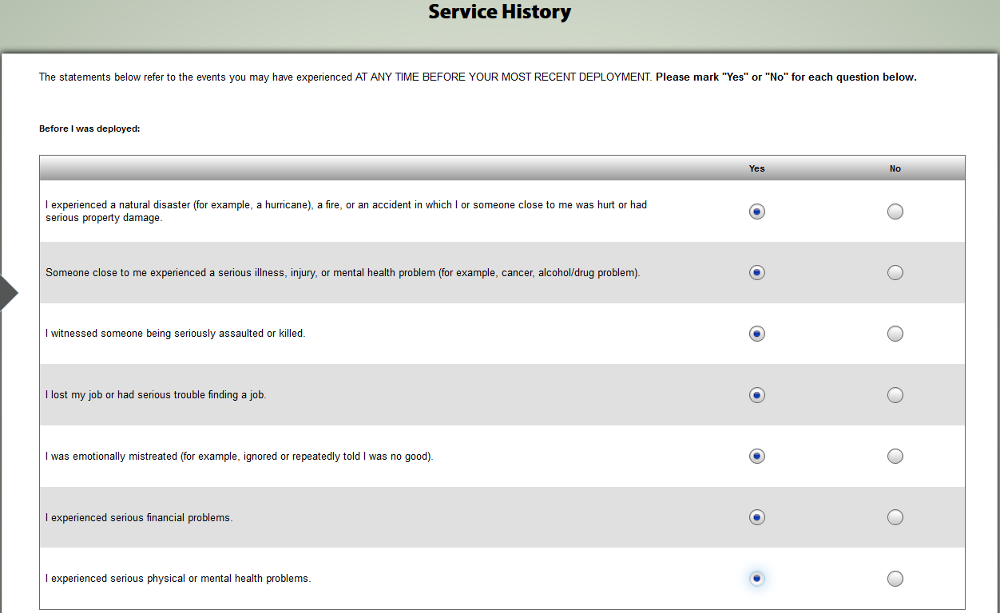 Service History
The statements below refer to the events you may have experienced AT ANY TIME BEFORE YOUR MOST RECENT DEPLOYMENT. Please mark "Yes" or "No" for each question below.
Before I was deployed:
Yes No
I experienced a natural disaster (for example, a hurricane), a fire, or an accident in which I or someone close to me was hurt or had
serious property damage.
Someone close to me experienced a serious illness, injury, or mental health problem (for example, cancer, alcohol/drug problem).
I witnessed someone being seriously assaulted or killed.
I lost my job or had serious trouble finding a job.
I was emotionally mistreated (for example, ignored or repeatedly told I was no good).
I experienced serious financial problems.
I experienced serious physical or mental health problems.